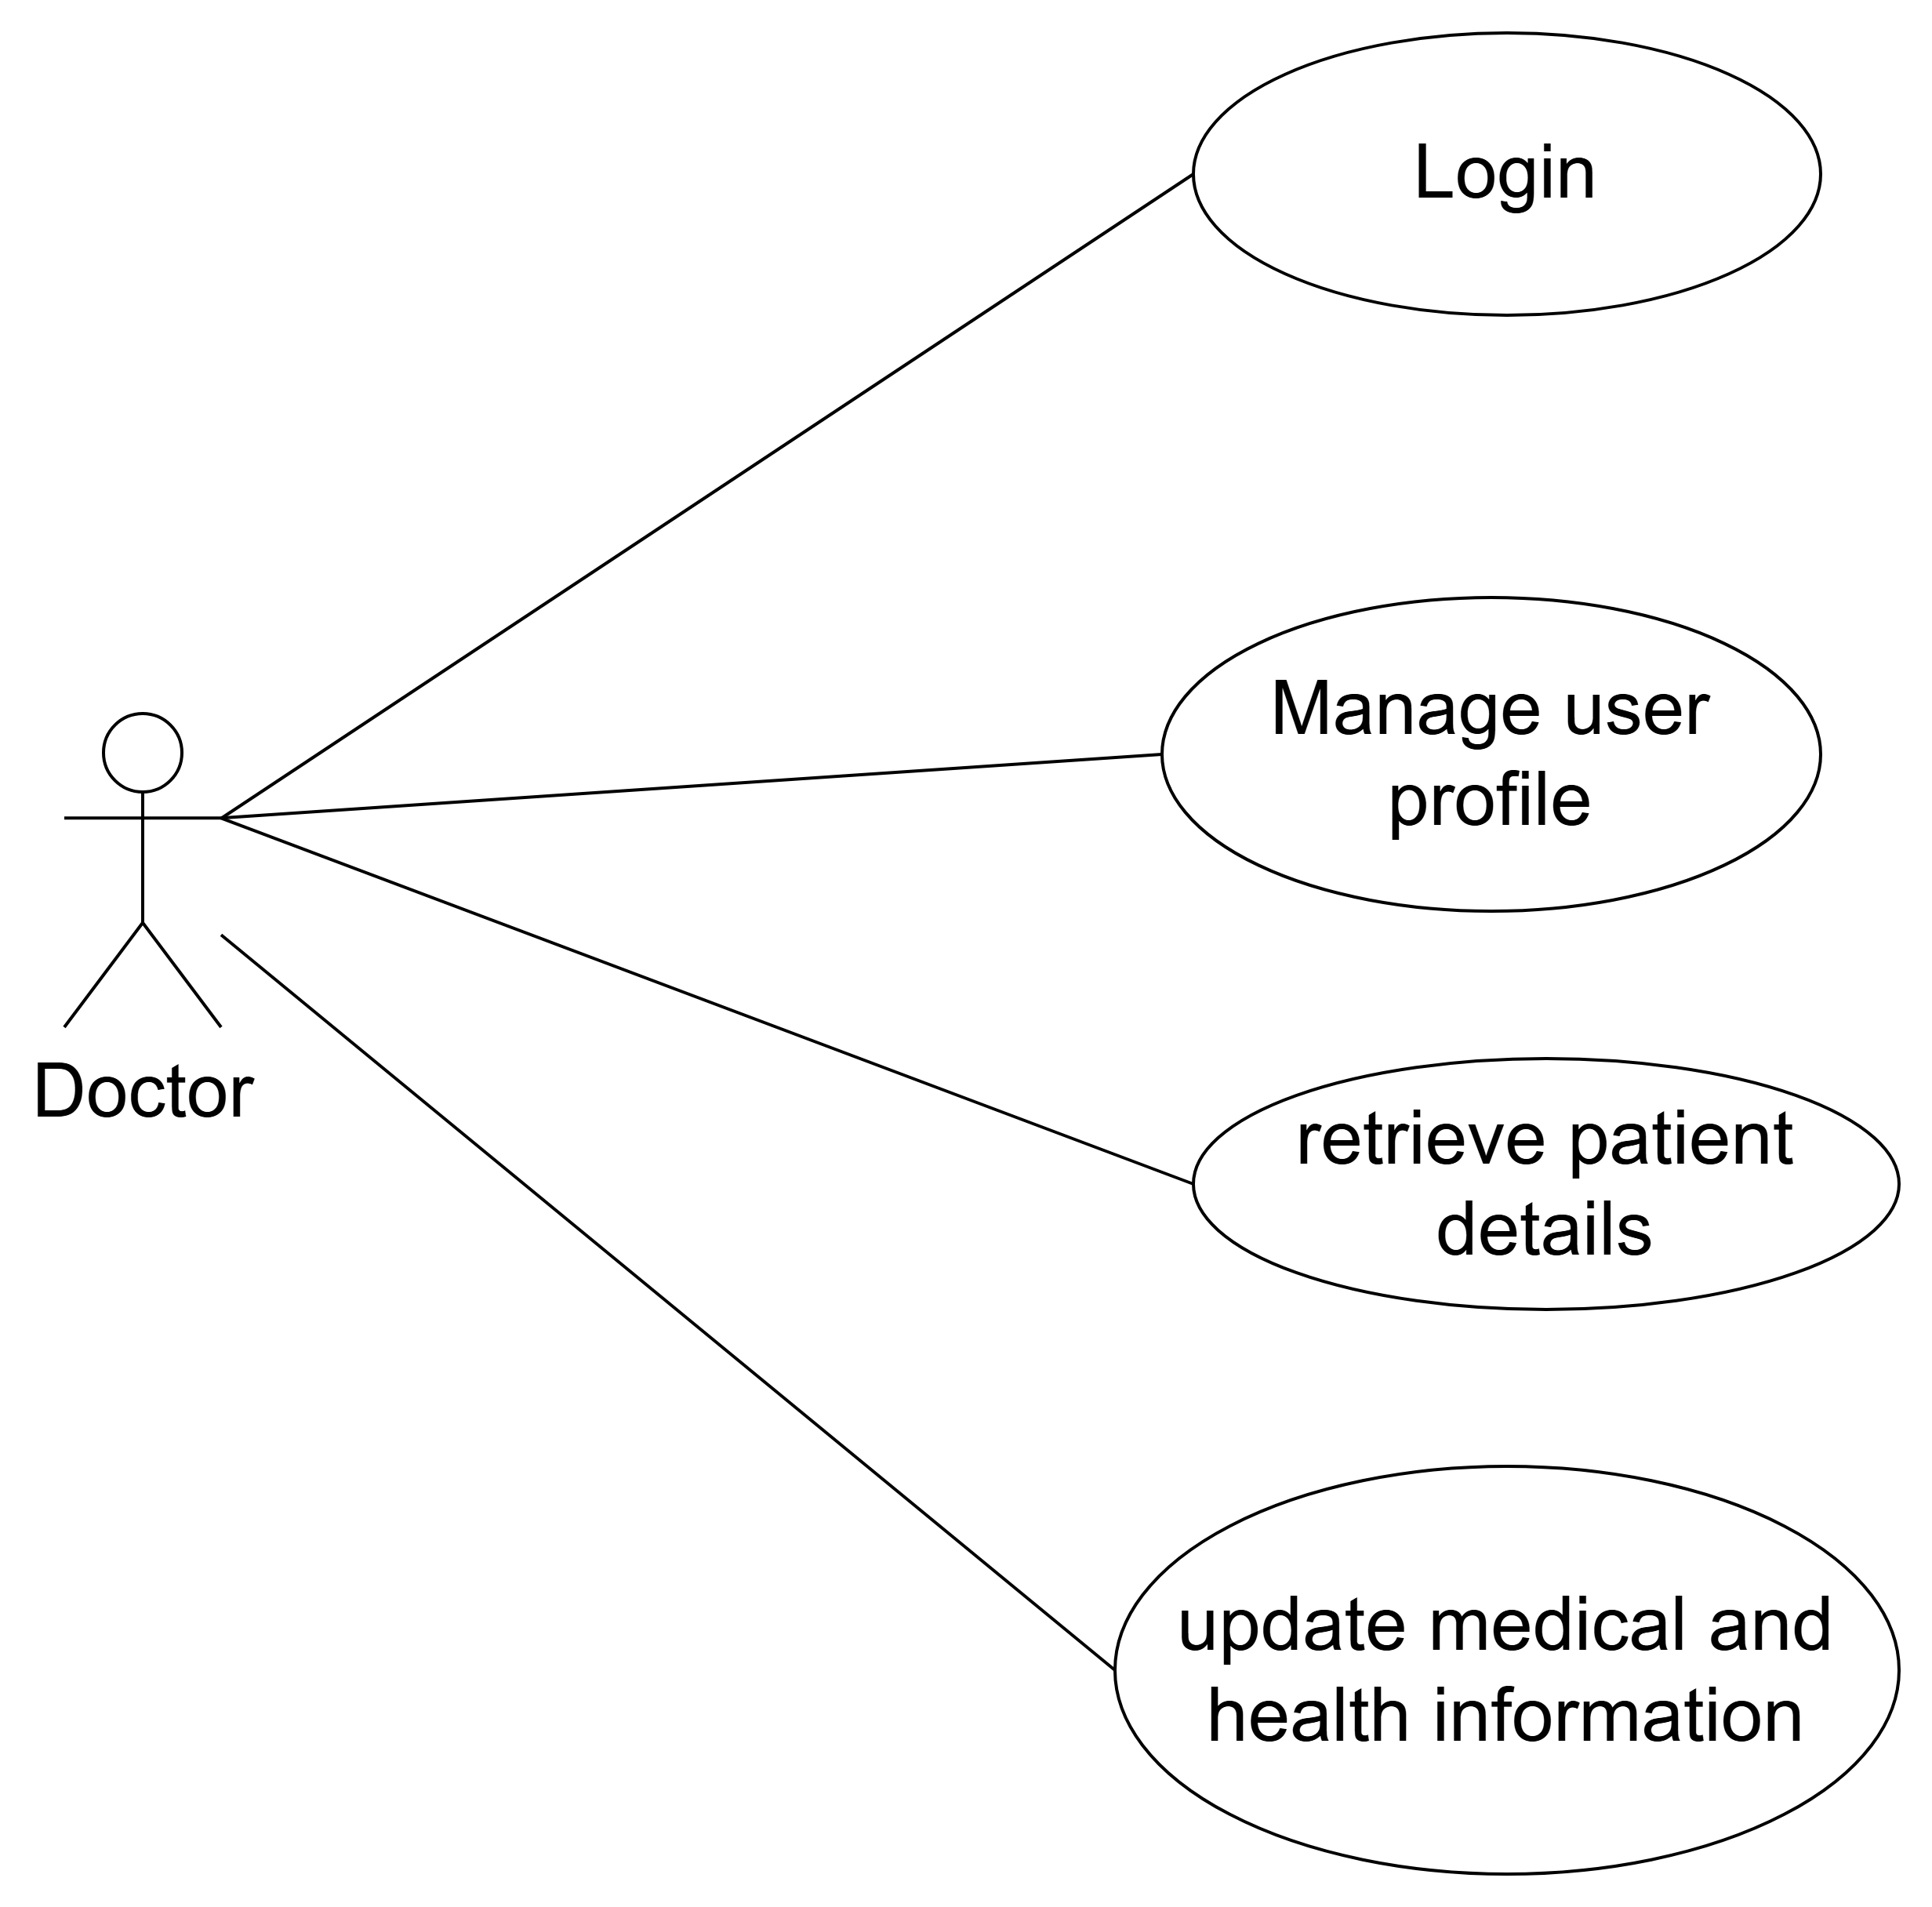 Login
Manage user
profile
Doctor
retrieve patient
details
update medical and
health information